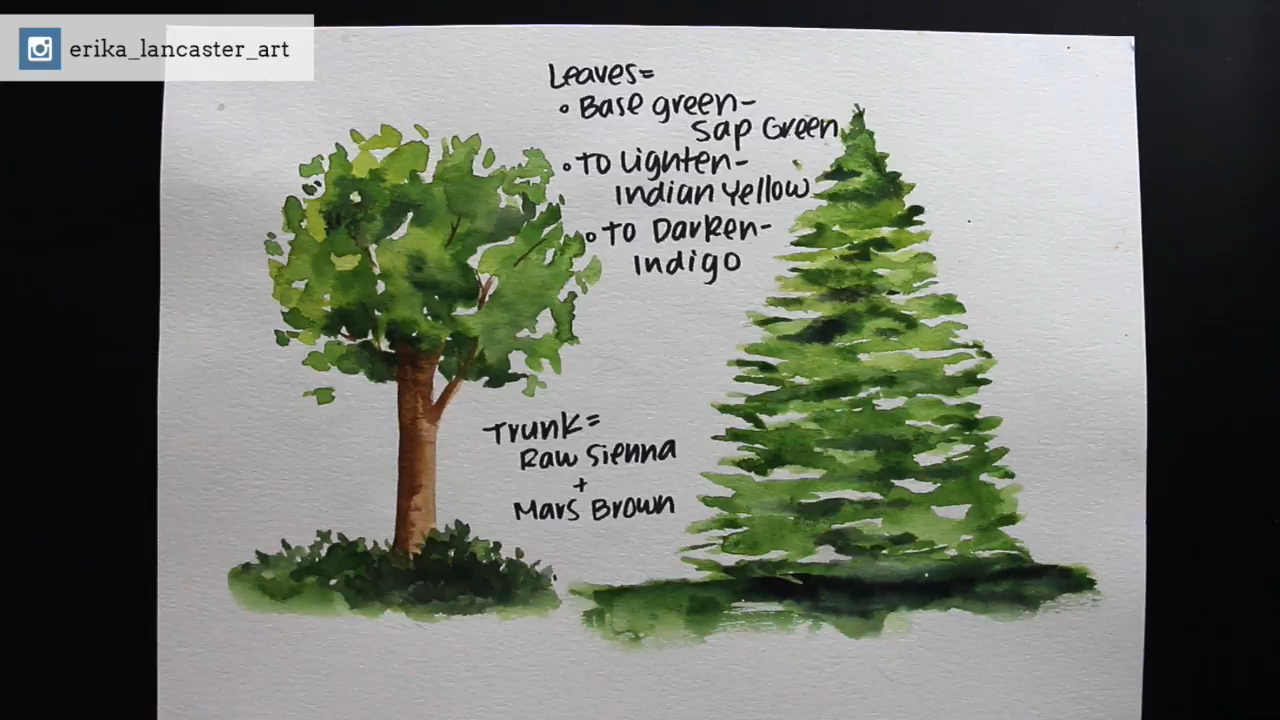 erika_lancaster_art
Leaves=
• Base green-
Sap Green
• To Lighten-
Indian Yellow
• To Darken-
Indigo
Trunk=
Raw Sienna
+
Mars Brown